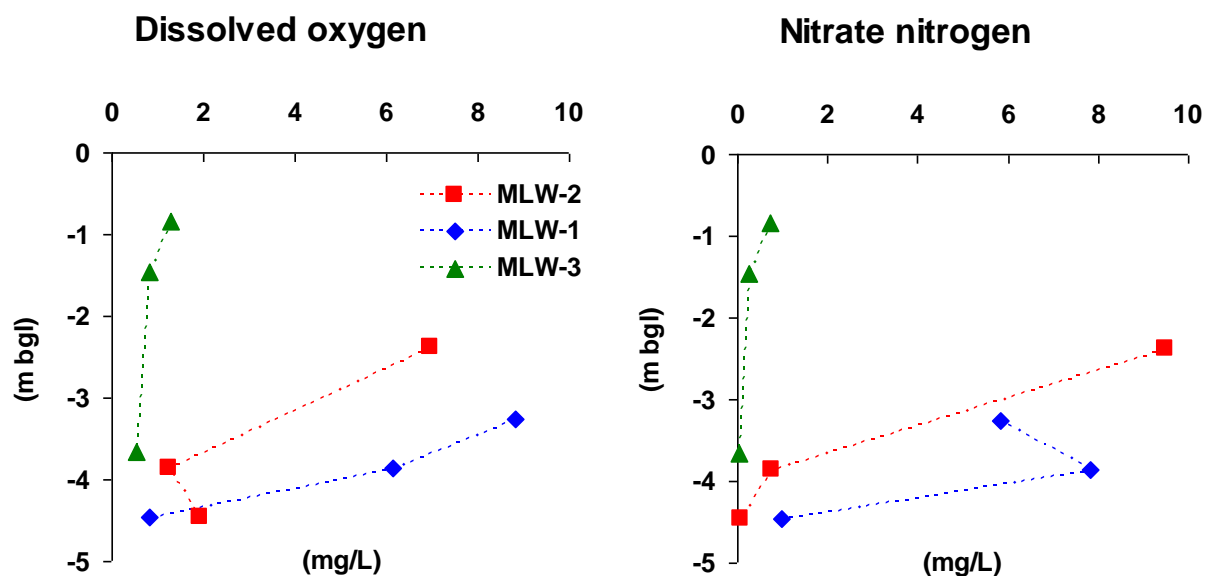 Dissolved oxygen
0 2 4 6 8 10
0
-1
-2
-3
-4
-5
(m bgl)
MLW-2
MLW-1
MLW-3
(mg/L)
Nitrate nitrogen
0 2 4 6 8 10
0
-1
-2
-3
-4
-5
(m bgl)
(mg/L)